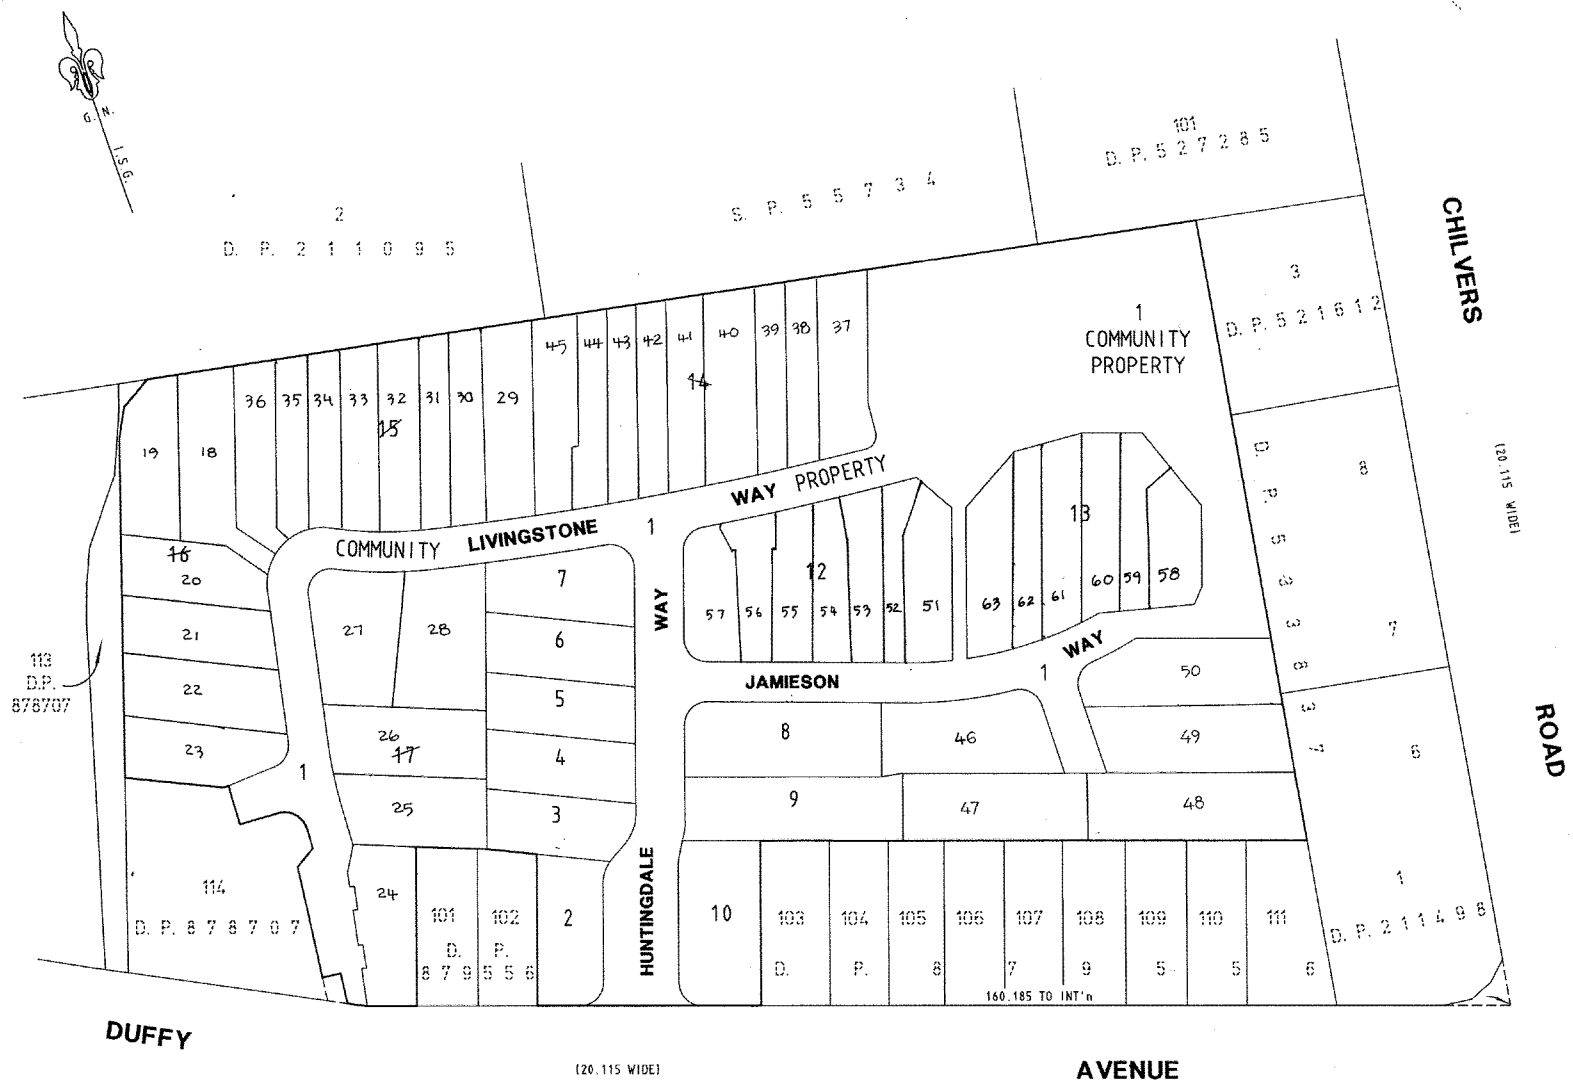 G. N.
I.S.G.
2
D. P. 2 1 1 0 9 5
S. P. 5 5 7 3 4
101
D. P. 5 2 7 2 8 5
CHILVERS
ROAD
(20.115 WIDE)
3
D. P. 5 2 1 6 1 2
1
COMMUNITY
PROPERTY
45 44 43 42 41 40 39 38 37
14
36 35 34 33 32 31 30 29
15
19 18
D. P. 5 3 3 8 3 7
8
7
6
WAY PROPERTY
COMMUNITY LIVINGSTONE
1
16
20
21
22
23
113
D.P.
878707
27 28
26
17
25
7
6
5
4
3
WAY
HUNTINGDALE
12
57 56 55 54 53 52 51
13
63 62 61 60 59 58
JAMIESON
1
WAY
50
49
48
8
46
9
47
1
114
D. P. 8 7 8 7 0 7
24
101 102
D. P.
8 7 9 5 5 6
2
10
103 104 105 106 107 108 109 110 111
D. P. 8 7 9 5 5 6
160.185 TO INT'n
1
D. P. 2 1 1 4 9 8
DUFFY
(20.115 WIDE)
AVENUE